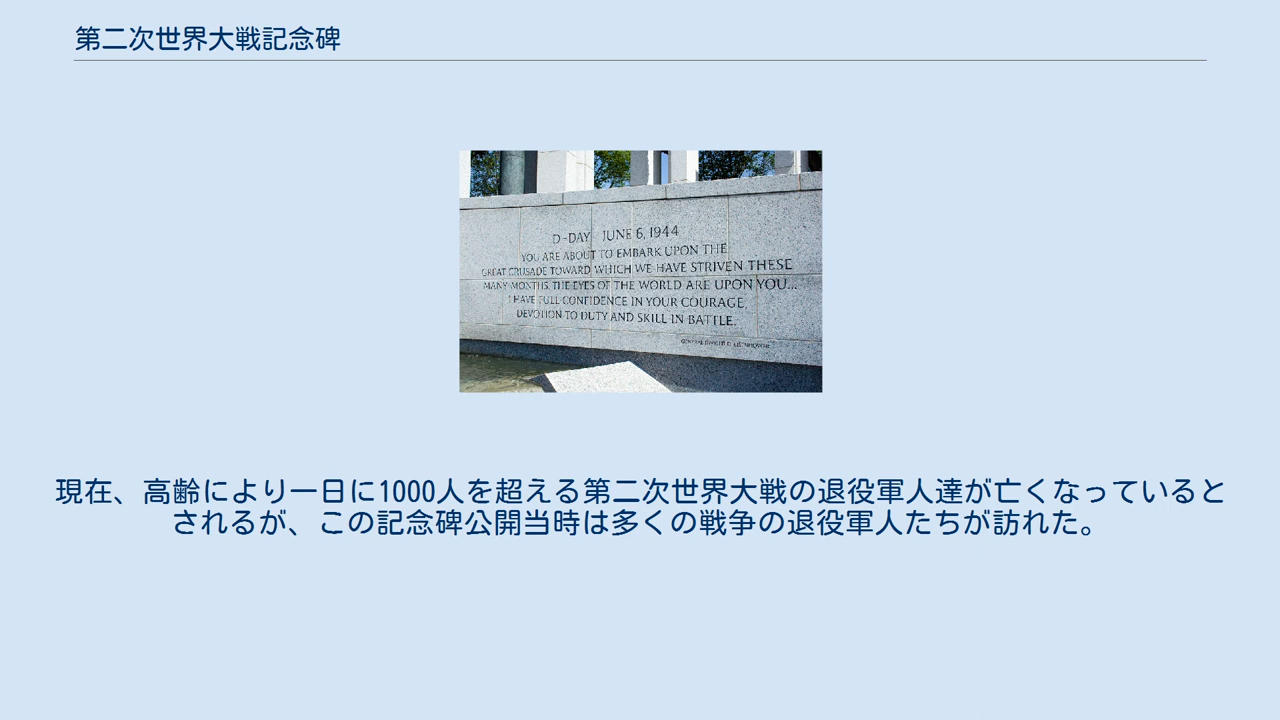 第二次世界大戦記念碑
D-DAY JUNE 6, 1944
YOU ARE ABOUT TO EMBARK UPON THE
GREAT CRUSADE TOWARD WHICH WE HAVE STRIVEN THESE
MANY MONTHS. THE EYES OF THE WORLD ARE UPON YOU...
I HAVE FULL CONFIDENCE IN YOUR COURAGE,
DEVOTION TO DUTY AND SKILL IN BATTLE.
GENERAL DWIGHT D. EISENHOWER
現在、高齢により一日に1000人を超える第二次世界大戦の退役軍人達が亡くなっていると
されるが、この記念碑公開当時は多くの戦争の退役軍人たちが訪れた。